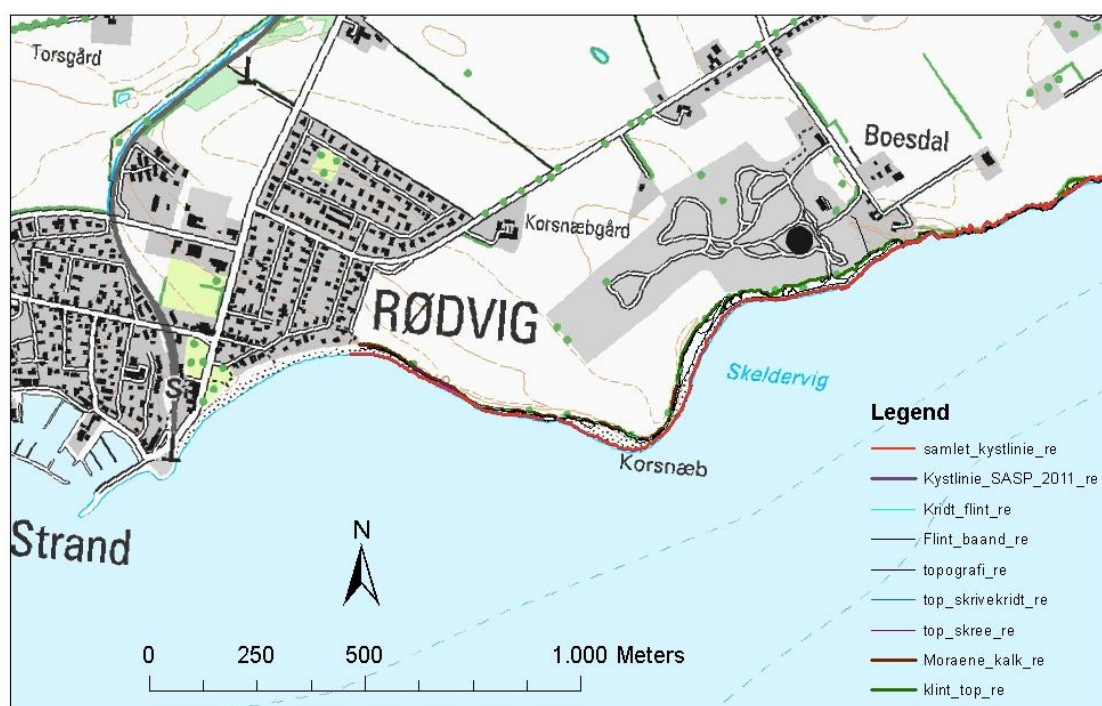 Torsgård
Boesdal
Korsnæbgård
RØDVIG
S
Skeldervig
Korsnæb
Strand
N
0 250 500 1.000 Meters
Legend
samlet_kystlinie_re
Kystlinie_SASP_2011_re
Kridt_flint_re
Flint_baand_re
topografi_re
top_skrivekridt_re
top_skree_re
Moraene_kalk_re
klint_top_re